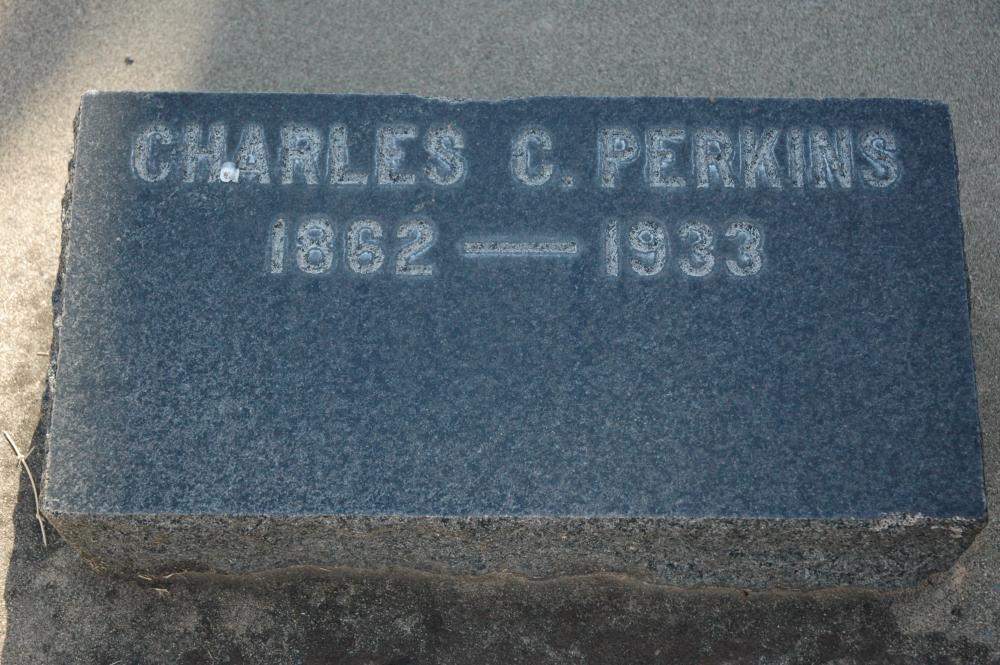 CHARLES C. PERKINS
1862 — 1933